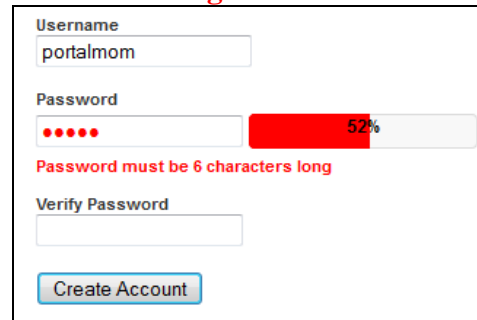 Username
portalmom
Password
●●●●● 52%
Password must be 6 characters long
Verify Password
Create Account